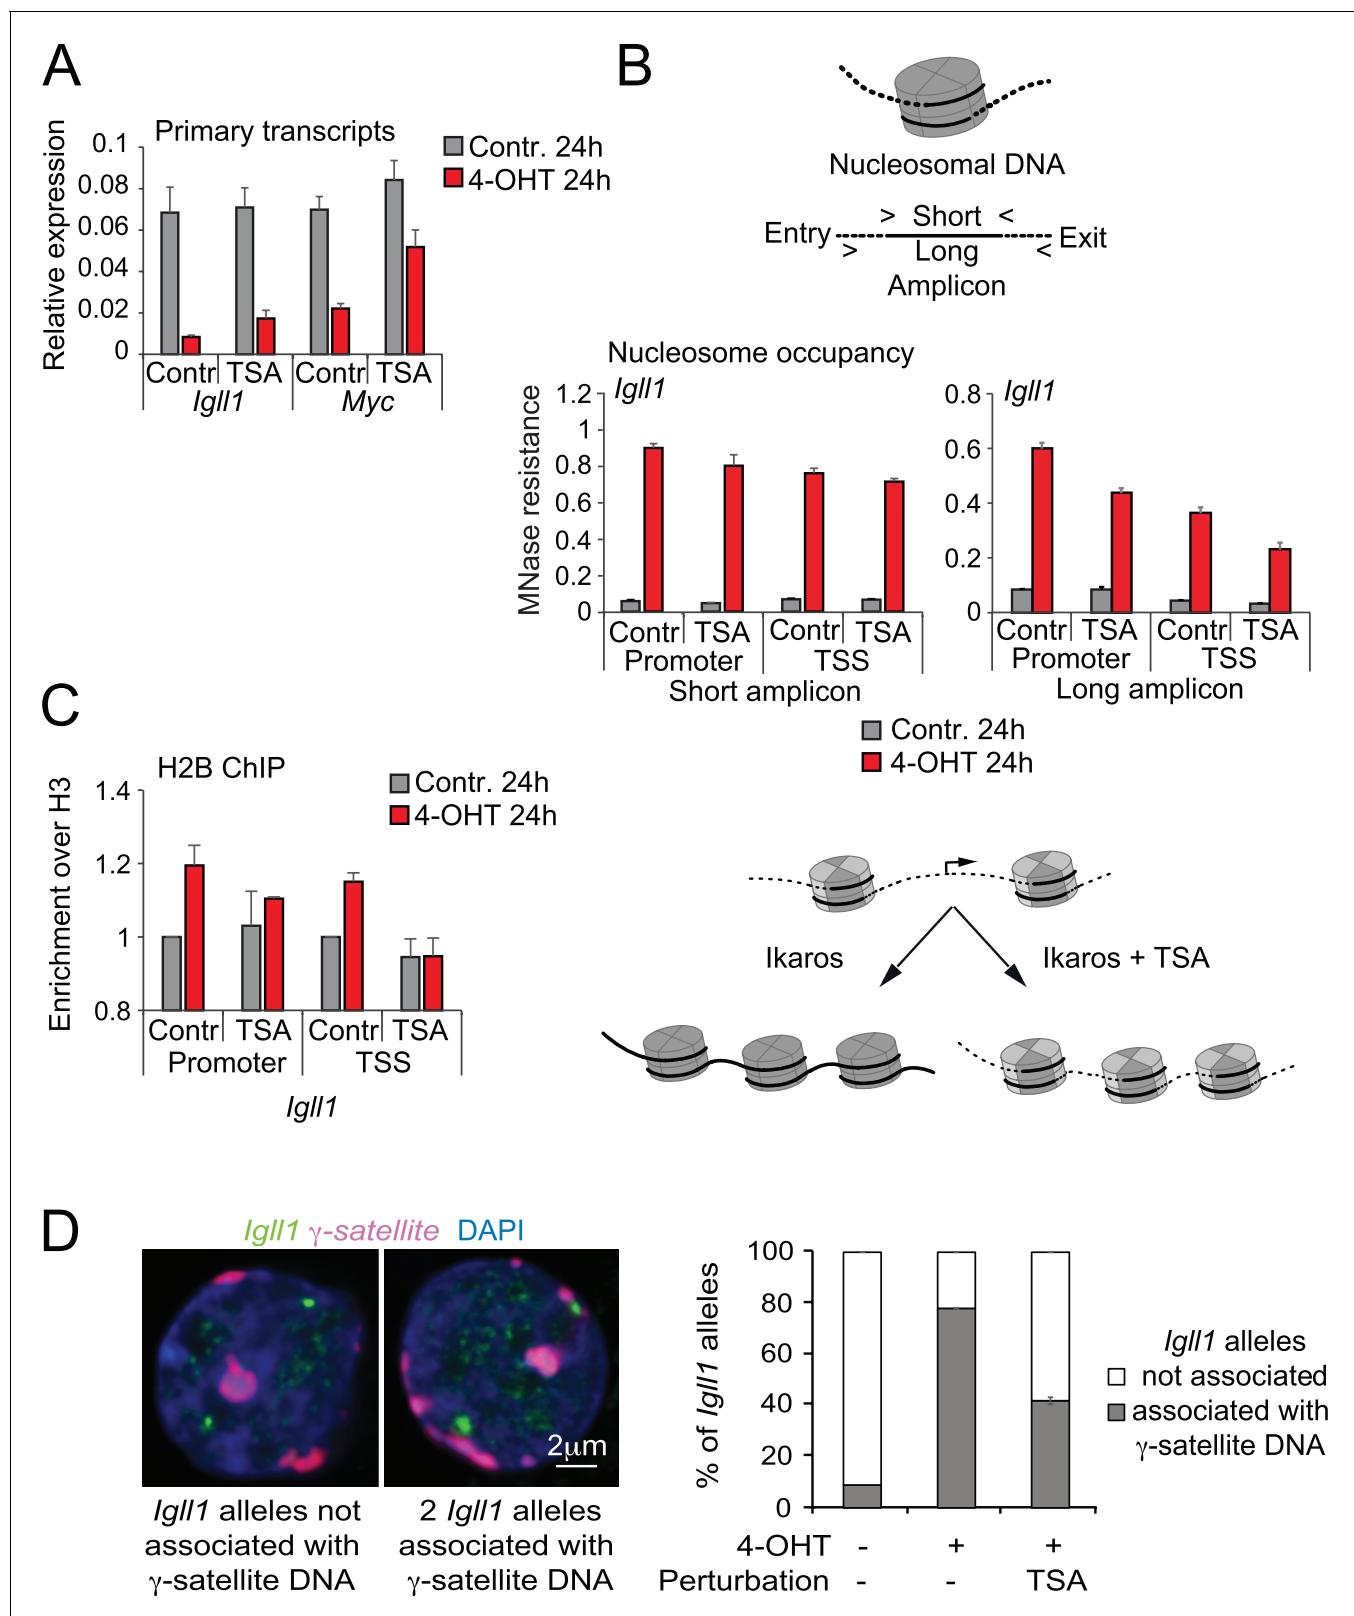 A
Primary transcripts
Relative expression
0.1
0.08
0.06
0.04
0.02
0
Contr TSA Contr TSA
Igll1 Myc
Contr. 24h
4-OHT 24h
B
Nucleosomal DNA
> Short <
Entry Exit
> Long <
Amplicon
Nucleosome occupancy
MNase resistance
Igll1
1.2
1
0.8
0.6
0.4
0.2
0
Contr TSA Contr TSA
Promoter TSS
Short amplicon
Igll1
0.8
0.6
0.4
0.2
0
Contr TSA Contr TSA
Promoter TSS
Long amplicon
Contr. 24h
4-OHT 24h
Ikaros Ikaros + TSA
C
H2B ChIP
Enrichment over H3
1.4
1.2
1
0.8
Contr TSA Contr TSA
Promoter TSS
Igll1
Contr. 24h
4-OHT 24h
D
Igll1 γ-satellite DAPI
2μm
Igll1 alleles not
associated with
γ-satellite DNA
2 Igll1 alleles
associated with
γ-satellite DNA
% of Igll1 alleles
100
80
60
40
20
0
4-OHT - + +
Perturbation - - TSA
Igll1 alleles
not associated
associated with
γ-satellite DNA